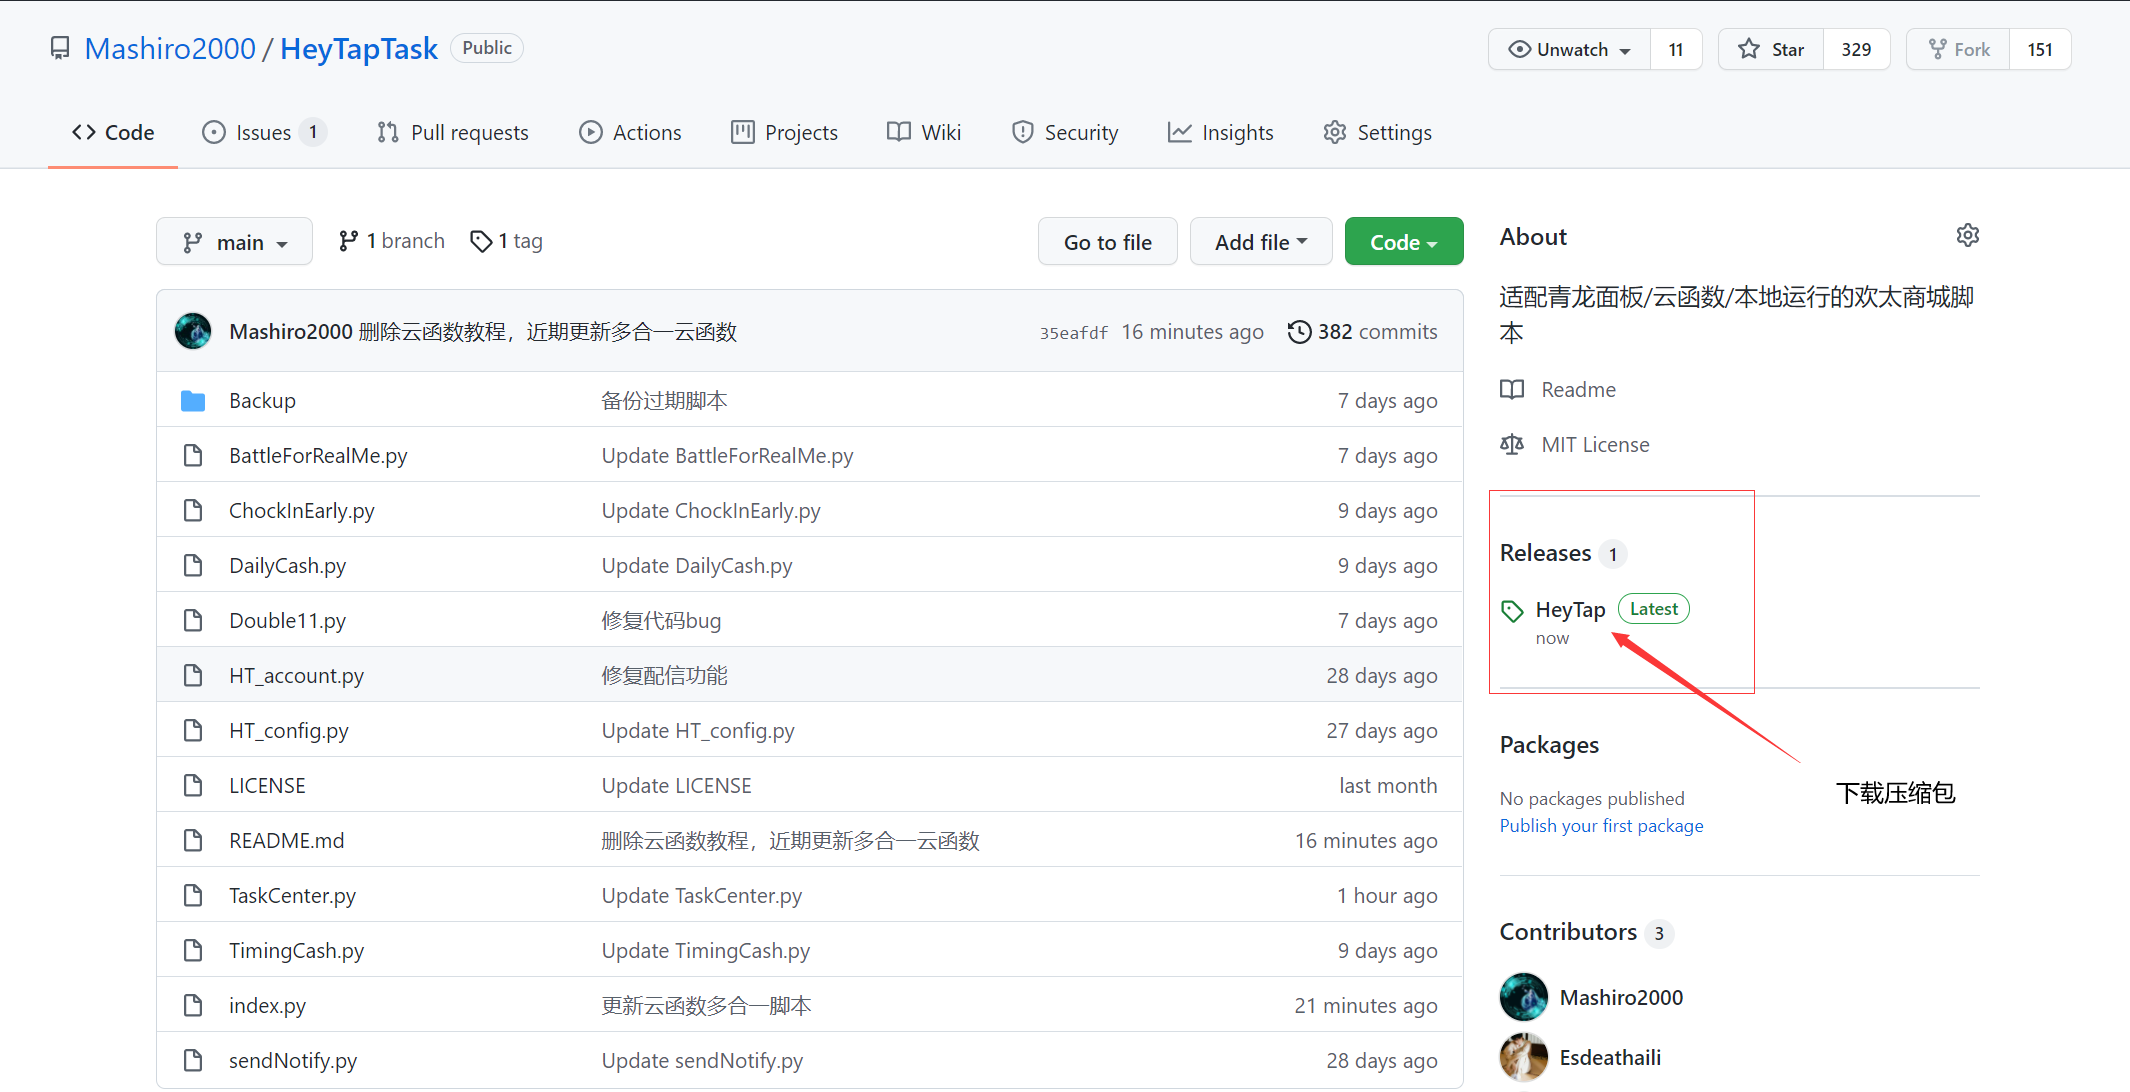 Mashiro2000 / HeyTapTask Public
Unwatch 11 Star 329 Fork 151
Code Issues 1 Pull requests Actions Projects Wiki Security Insights Settings
main 1 branch 1 tag Go to file Add file Code
Mashiro2000 删除云函数教程，近期更新多合一云函数 35eafdf 16 minutes ago 382 commits
Backup 备份过期脚本 7 days ago
BattleForRealMe.py Update BattleForRealMe.py 7 days ago
ChockInEarly.py Update ChockInEarly.py 9 days ago
DailyCash.py Update DailyCash.py 9 days ago
Double11.py 修复代码bug 7 days ago
HT_account.py 修复配信功能 28 days ago
HT_config.py Update HT_config.py 27 days ago
LICENSE Update LICENSE last month
README.md 删除云函数教程，近期更新多合一云函数 16 minutes ago
TaskCenter.py Update TaskCenter.py 1 hour ago
TimingCash.py Update TimingCash.py 9 days ago
index.py 更新云函数多合一脚本 21 minutes ago
sendNotify.py Update sendNotify.py 28 days ago
About
适配青龙面板/云函数/本地运行的欢太商城脚
本
Readme
MIT License
Releases 1
HeyTap Latest
now
Packages
下载压缩包
No packages published
Publish your first package
Contributors 3
Mashiro2000
Esdeathaili